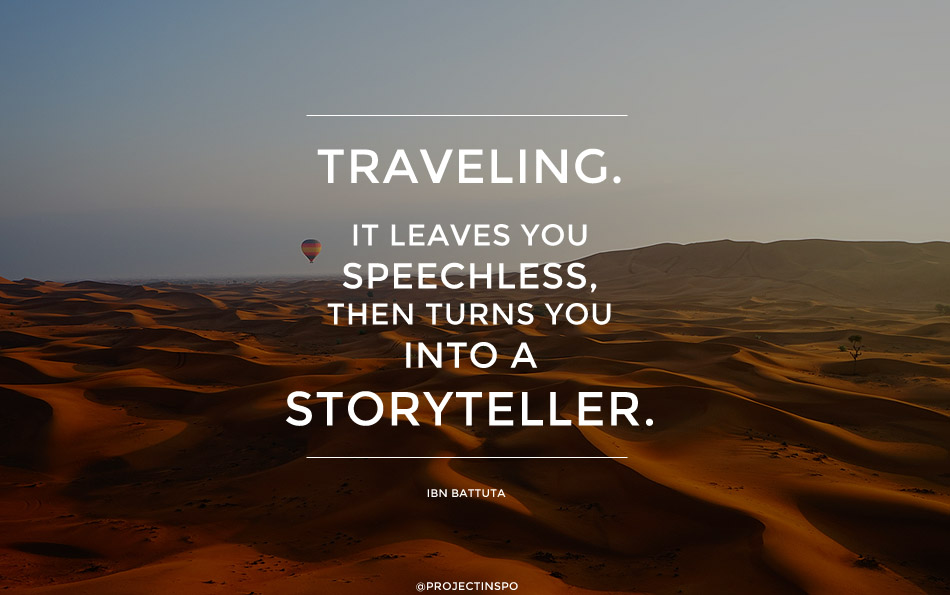 TRAVELING.
IT LEAVES YOU
SPEECHLESS,
THEN TURNS YOU
INTO A
STORYTELLER.
IBN BATTUTA
@PROJECTINSPO